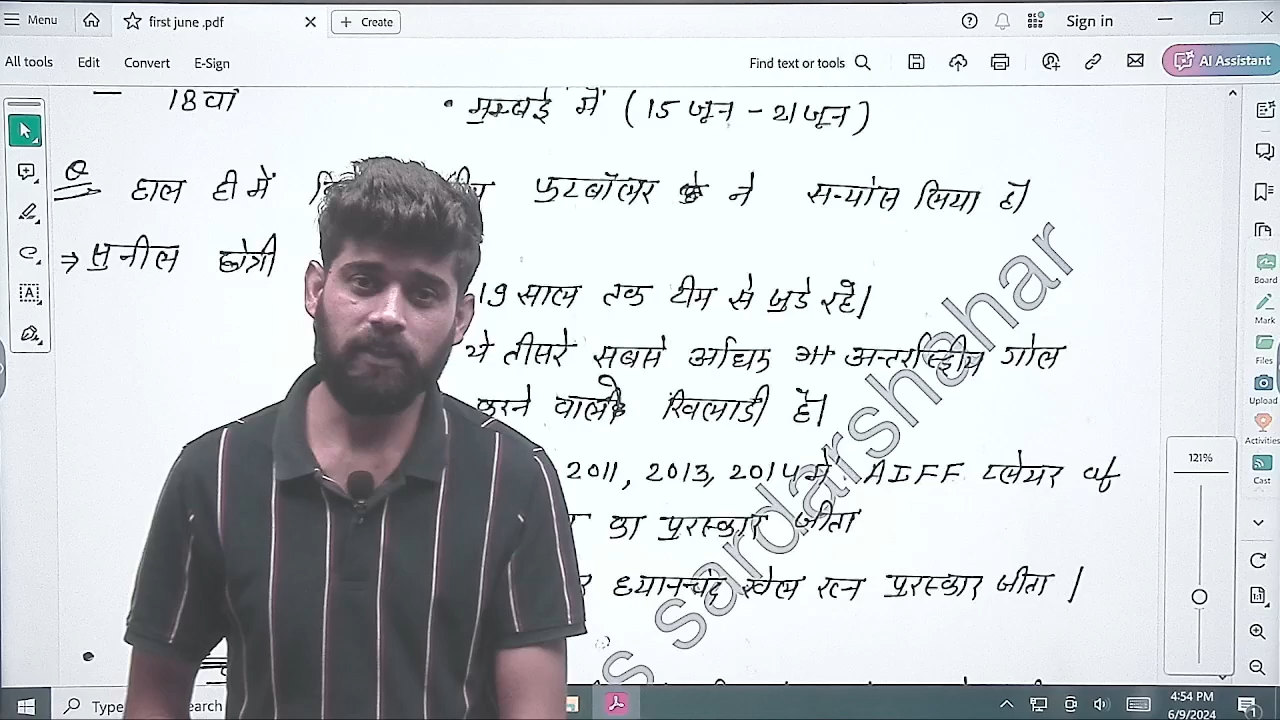 Menu first june .pdf Create Sign in
All tools Edit Convert E-Sign Find text or tools AI Assistant
— 18वां • मुम्बई में (15 जून – 21 जून)
Q हाल ही में फुटबॉलर के ने सन्यास लिया है।
⇒ सुनील छेत्री
19 साल तक टीम से जुडे रहे।
ये तीसरे सबसे अधिक अन्तर्राष्ट्रीय गोल
करने वाले खिलाडी है।
2011, 2013, 2014 में AIFF प्लेयर of
का पुरस्कार जीता
ध्यानचंद खेल रत्न पुरस्कार जीता।
s sardarshahar
Board
Mark
Files
Upload
Activities
Cast
121%
Type earch
4:54 PM
6/9/2024
1